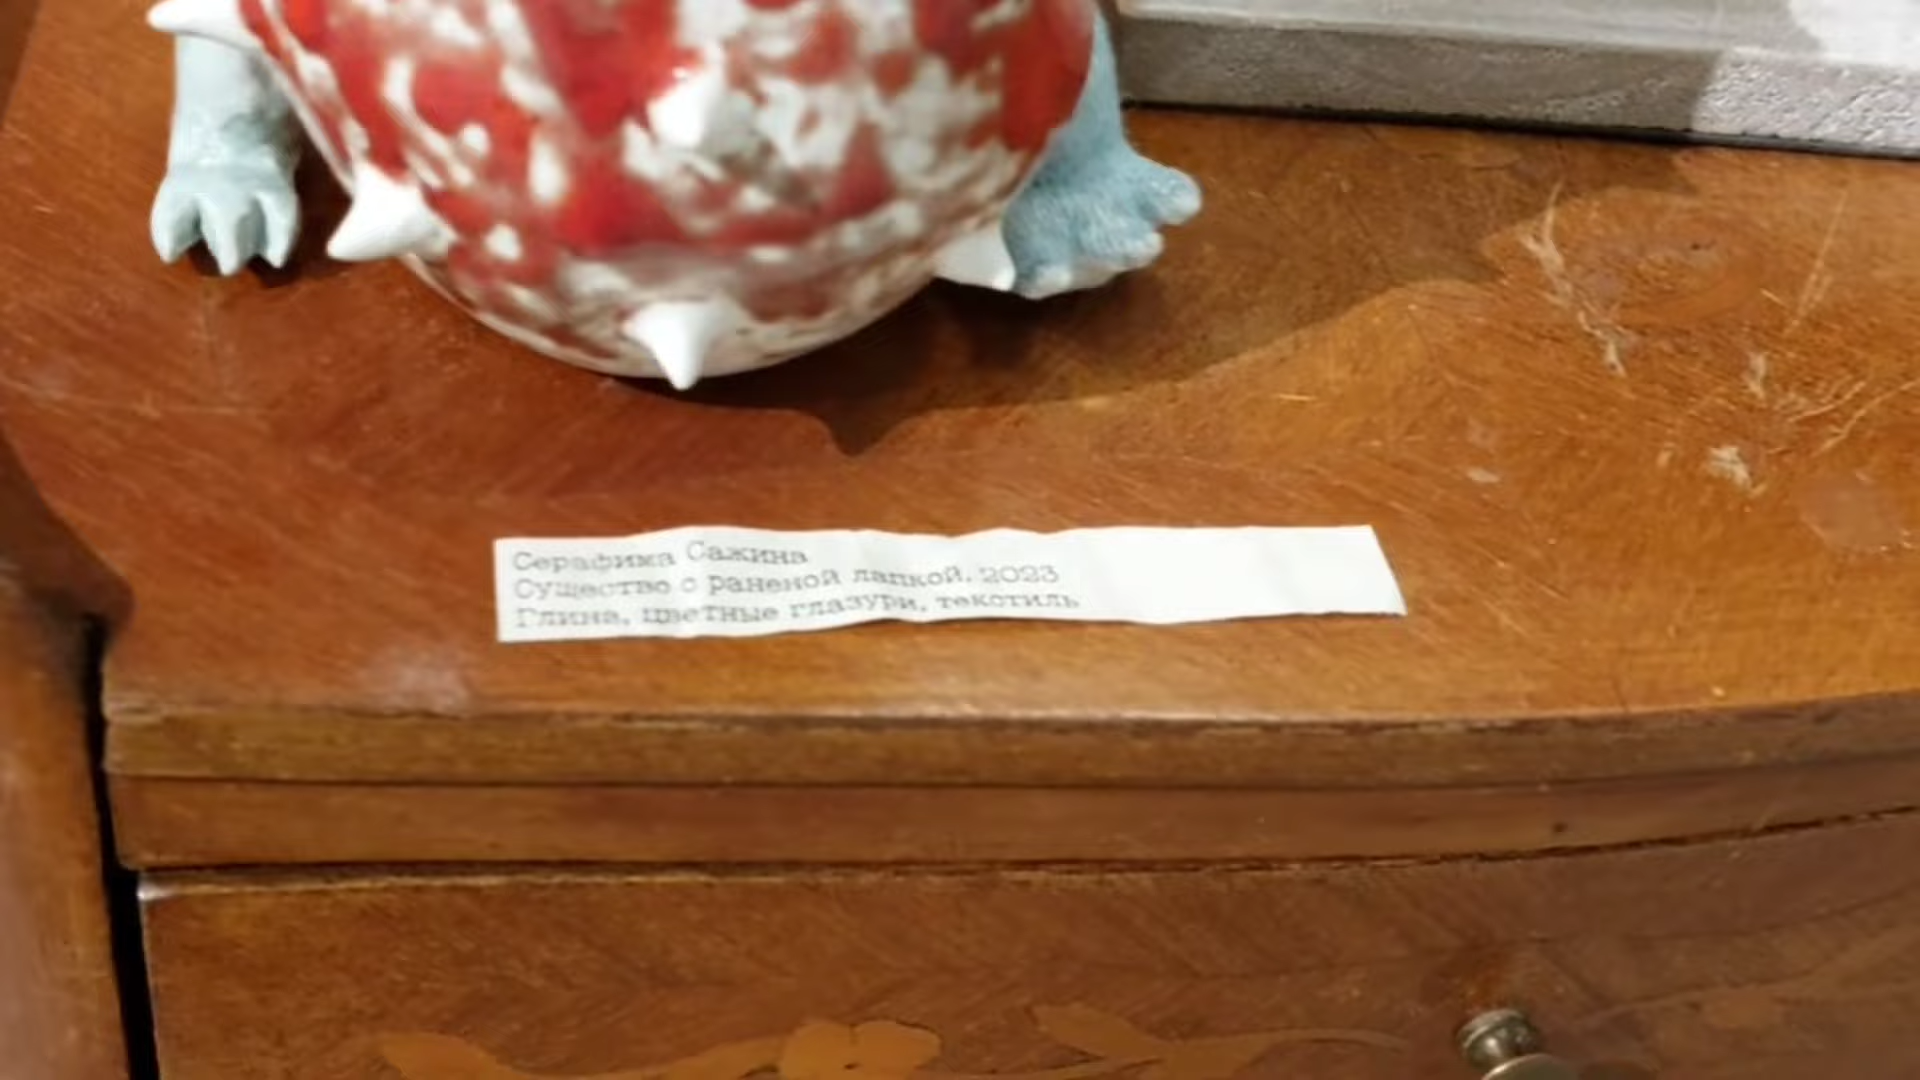 Серафима Сажина
Существо с раненой лапкой. 2023
Глина, цветные глазури, текстиль